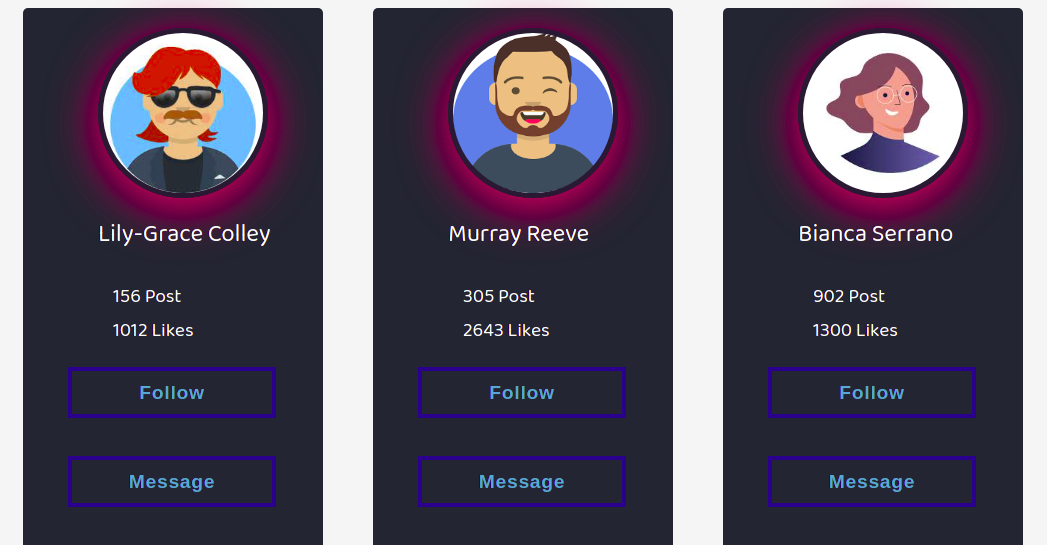 Lily-Grace Colley
156 Post
1012 Likes
Follow
Message
Murray Reeve
305 Post
2643 Likes
Follow
Message
Bianca Serrano
902 Post
1300 Likes
Follow
Message